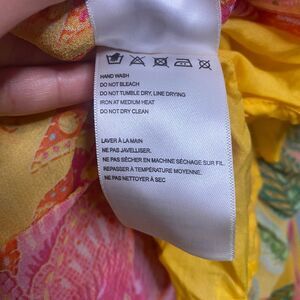 HAND WASH
DO NOT BLEACH
DO NOT TUMBLE DRY, LINE DRYING
IRON AT MEDIUM HEAT
DO NOT DRY CLEAN
LAVER À LA MAIN
NE PAS JAVELLISER.
NE PAS SÉCHER EN MACHINE SÉCHAGE SUR FIL.
REPASSER À TEMPÉRATURE MOYENNE.
NE PAS NETTOYER À SEC